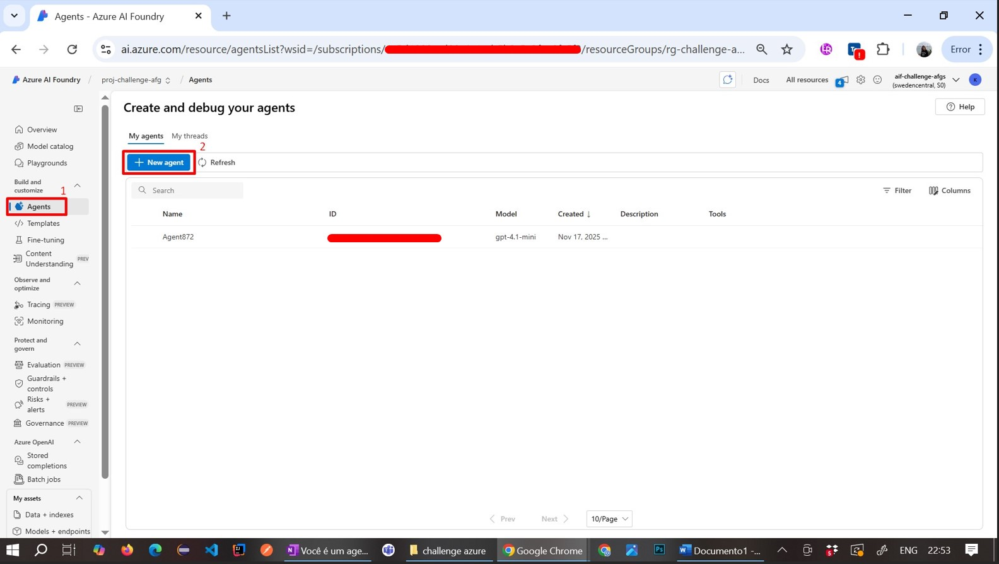 Agents - Azure AI Foundry
ai.azure.com/resource/agentsList?wsid=/subscriptions/
/resourceGroups/rg-challenge-a...
Error
Azure AI Foundry / proj-challenge-afg / Agents
Docs
All resources
4
aif-challenge-afgs
(swedencentral, S0)
K
Create and debug your agents
Help
My agents
My threads
2
New agent
Refresh
Search
Filter
Columns
Name
ID
Model
Created ↓
Description
Tools
Agent872
gpt-4.1-mini
Nov 17, 2025 ...
Prev
Next
10/Page
Overview
Model catalog
Playgrounds
Build and
customize
1
Agents
Templates
Fine-tuning
Content
Understanding PREV
Observe and
optimize
Tracing PREVIEW
Monitoring
Protect and
govern
Evaluation PREVIEW
Guardrails +
controls
Risks +
alerts PREVIEW
Governance PREVIEW
Azure OpenAI
Stored
completions
Batch jobs
My assets
Data + indexes
Models + endpoints
Você é um age...
challenge azure
Google Chrome
Ps
Documento1 -...
5
ENG
22:53